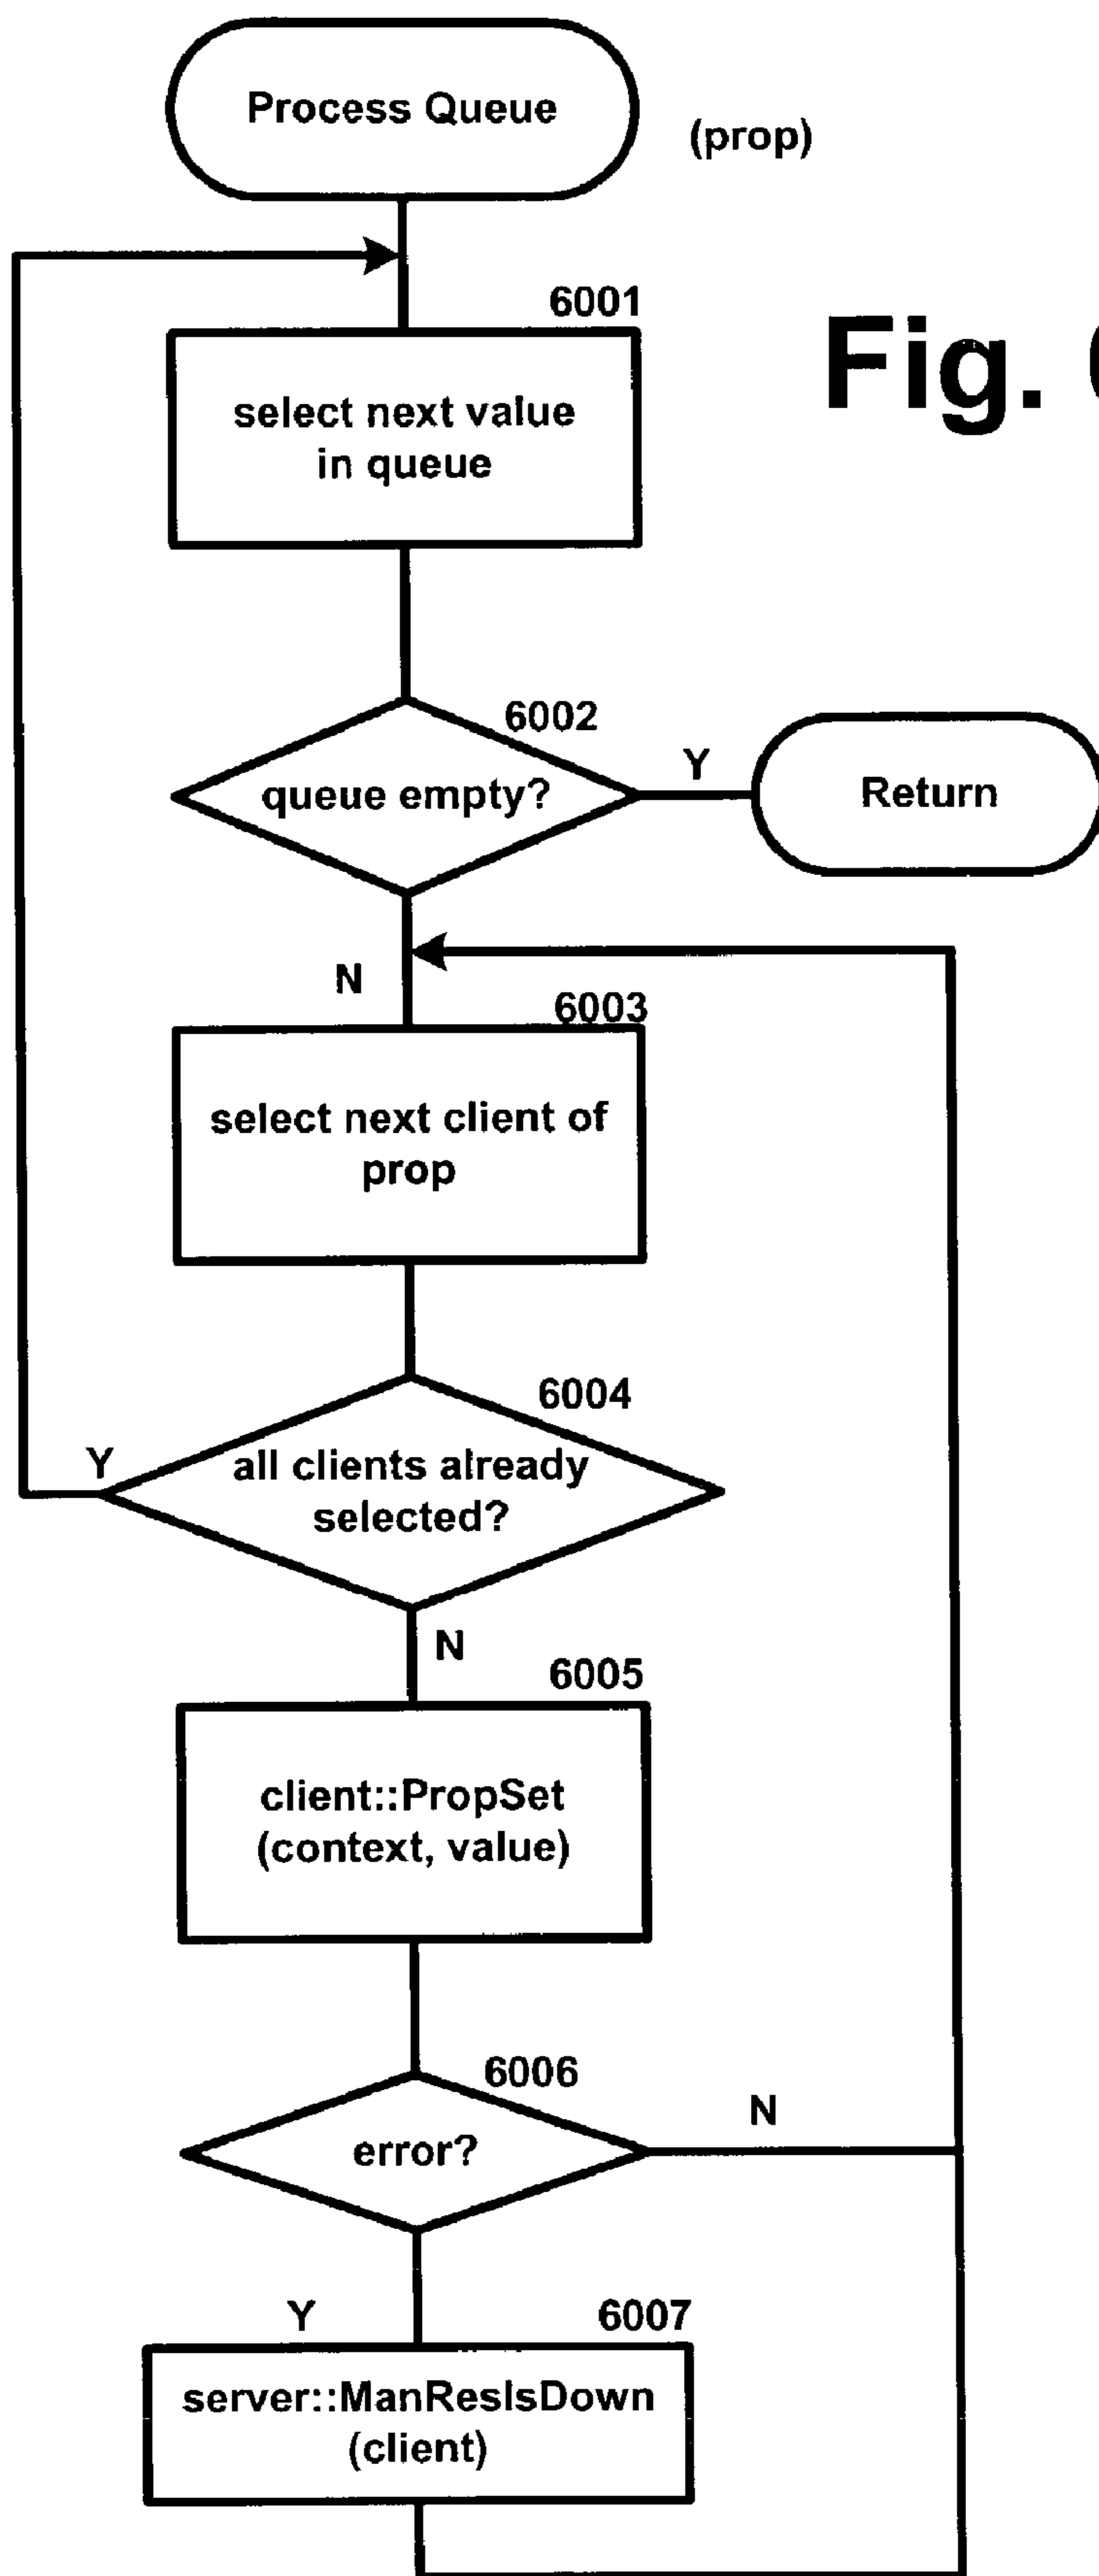 Process Queue
(prop)
6001
Fig.
select next value
in queue
6002
queue empty?
Y
Return
N
6003
select next client of
prop
6004
Y
all clients already
selected?
N
6005
client::PropSet
(context, value)
6006
error?
N
Y
6007
server::ManResIsDown
(client)